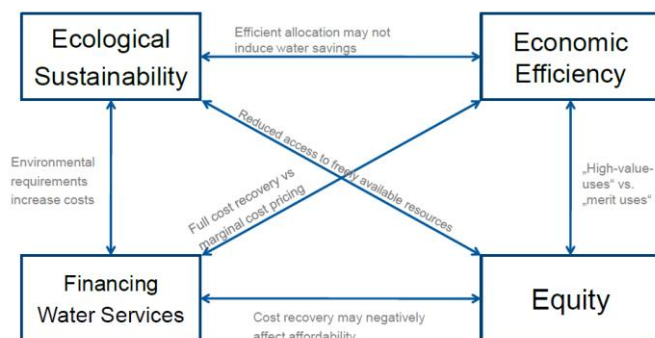 Ecological
Sustainability
Efficient allocation may not
induce water savings
Economic
Efficiency
Environmental
requirements
increase costs
Reduced access to freely available resources
Full cost recovery vs
marginal cost pricing
„High-value-
uses“ vs.
„merit uses“
Financing
Water Services
Cost recovery may negatively
affect affordability
Equity